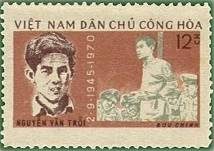 VIỆT NAM DÂN CHỦ CỘNG HÒA
12xu
2-9-1945-1970
NGUYỄN VĂN TRỖI
BƯU CHÍNH